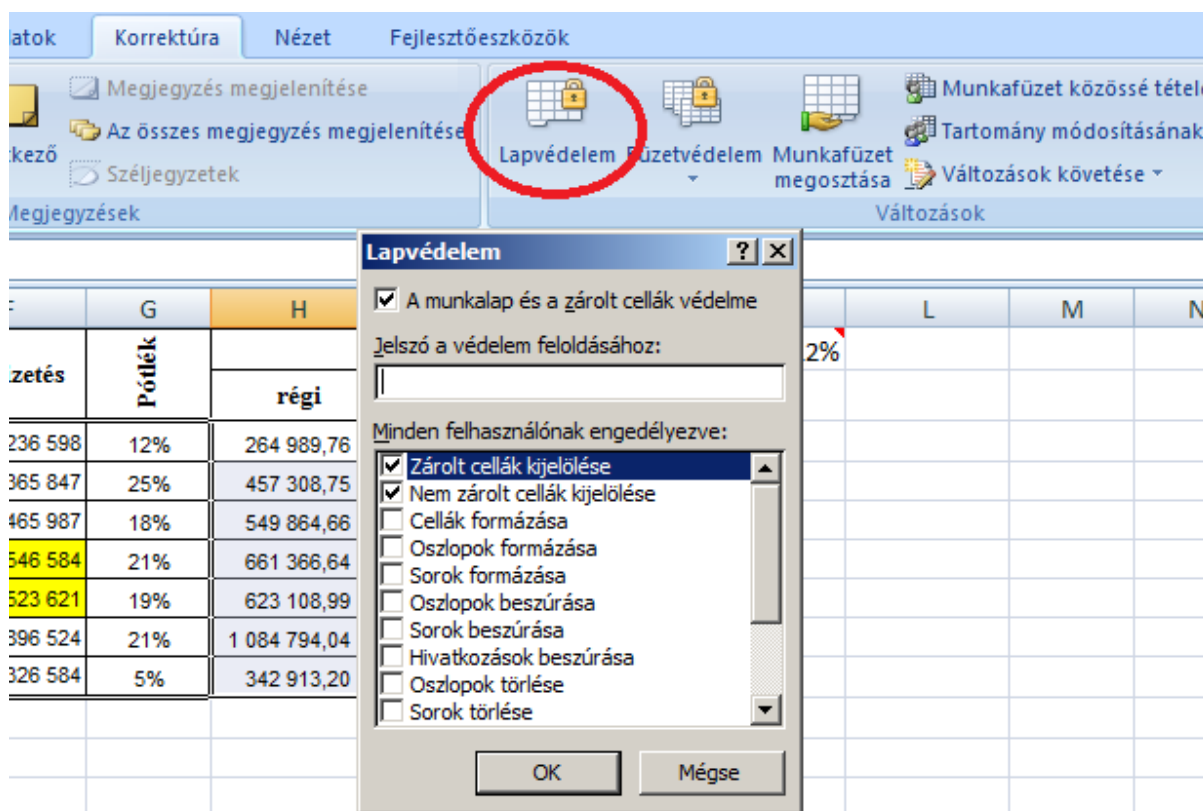 latok Korrektúra Nézet Fejlesztőeszközök
Megjegyzés megjelenítése
Az összes megjegyzés megjelenítése
kező Széljegyzetek
Megjegyzések
Lapvédelem Füzetvédelem Munkafüzet megosztása
Munkafüzet közössé tétele
Tartomány módosításának
Változások követése
Változások
Lapvédelem
A munkalap és a zárolt cellák védelme
Jelszó a védelem feloldásához:
Minden felhasználónak engedélyezve:
Zárolt cellák kijelölése
Nem zárolt cellák kijelölése
Cellák formázása
Oszlopok formázása
Sorok formázása
Oszlopok beszúrása
Sorok beszúrása
Hivatkozások beszúrása
Oszlopok törlése
Sorok törlése
OK Mégse
G H L M N
zetés Pótlék 2%
régi
236 598 12% 264 989,76
365 847 25% 457 308,75
465 987 18% 549 864,66
546 584 21% 661 366,64
523 621 19% 623 108,99
896 524 21% 1 084 794,04
326 584 5% 342 913,20